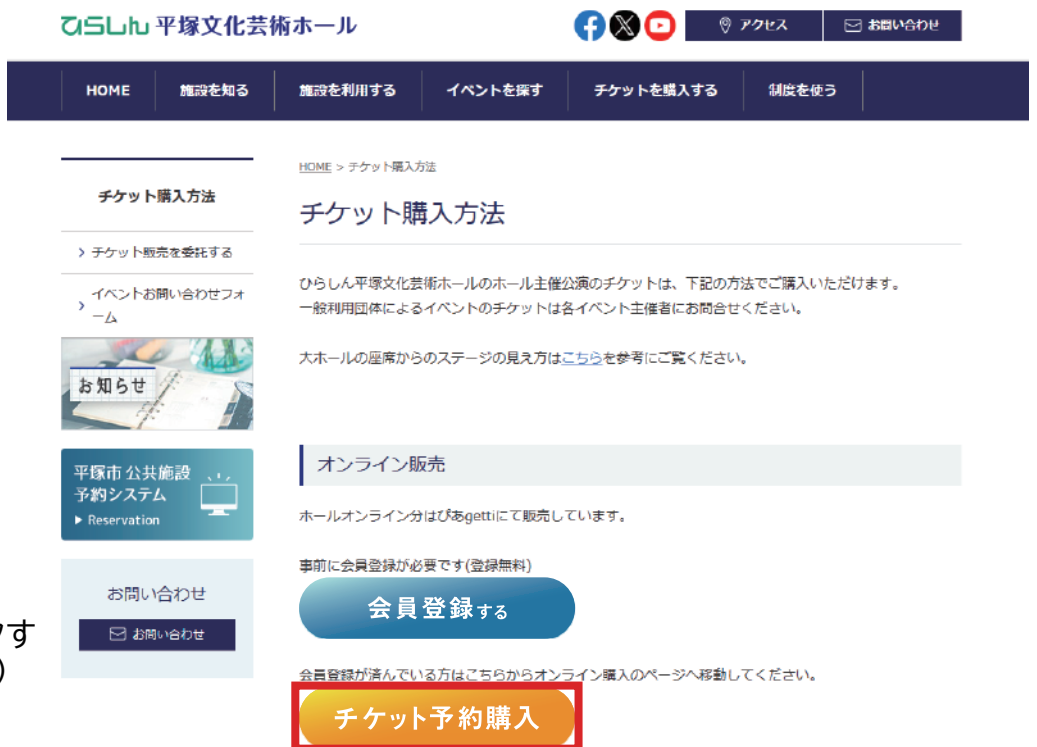 ひらしん平塚文化芸術ホール
アクセス
お問い合わせ
HOME
施設を知る
施設を利用する
イベントを探す
チケットを購入する
制度を使う
チケット購入方法
チケット販売を委託する
イベントお問い合わせフォ
ーム
お知らせ
平塚市 公共施設
予約システム
Reservation
お問い合わせ
お問い合わせ
クす
)
HOME > チケット購入方法
チケット購入方法
ひらしん平塚文化芸術ホールのホール主催公演のチケットは、下記の方法でご購入いただけます。
一般利用団体によるイベントのチケットは各イベント主催者にお問合せください。
大ホールの座席からのステージの見え方はこちらを参考にご覧ください。
オンライン販売
ホールオンライン分はぴあgettiにて販売しています。
事前に会員登録が必要です(登録無料)
会員登録する
会員登録が済んでいる方はこちらからオンライン購入のページへ移動してください。
チケット予約購入